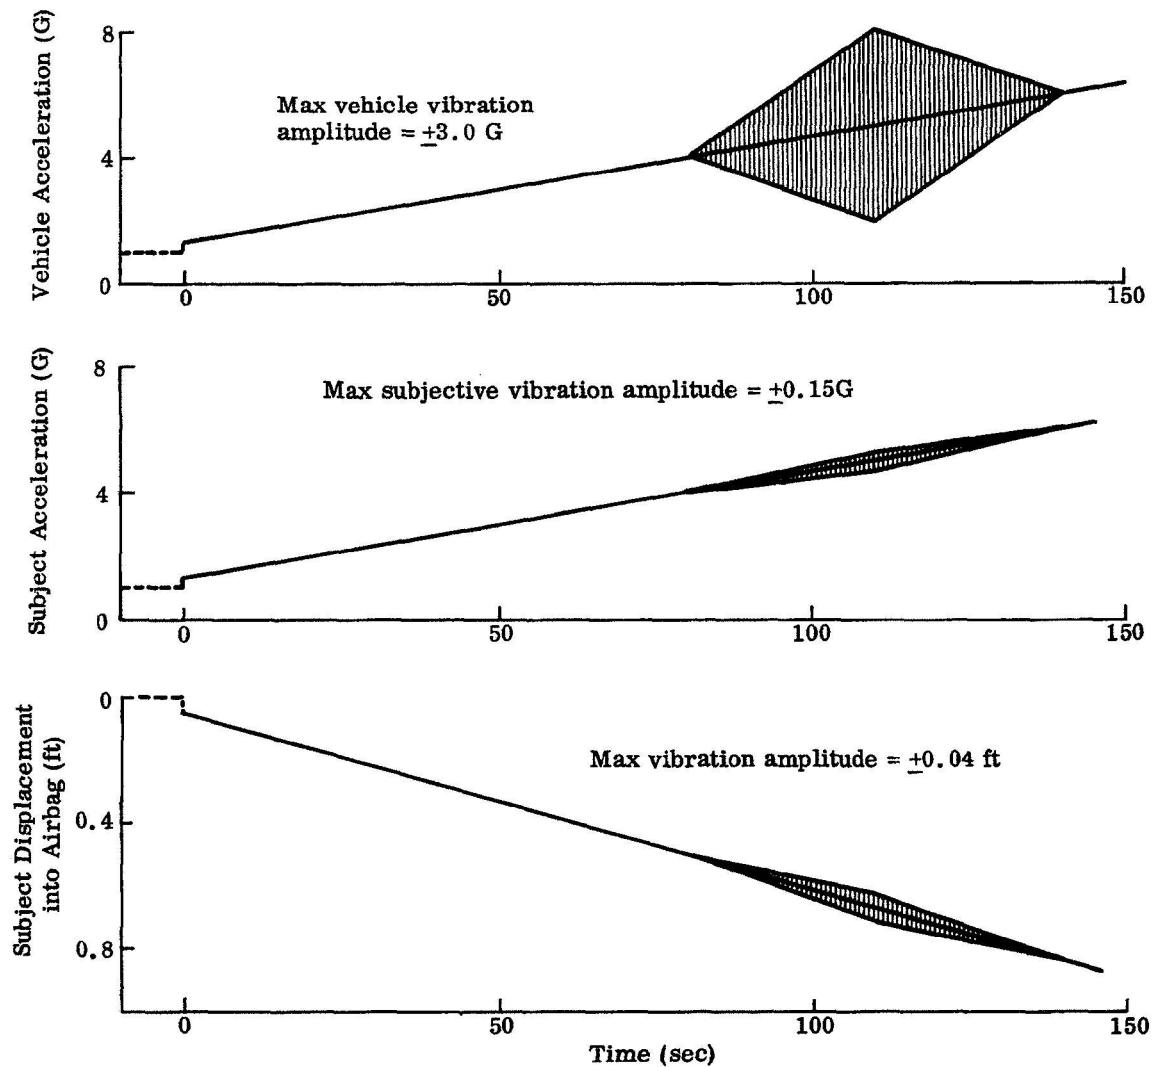 Vehicle Acceleration (G)
8
4
0
Max vehicle vibration
amplitude = ±3.0 G
0
50
100
150
Subject Acceleration (G)
8
4
0
Max subjective vibration amplitude = ±0.15G
0
50
100
150
Subject Displacement
into Airbag (ft)
0
0.4
0.8
Max vibration amplitude = ±0.04 ft
0
50
100
150
Time (sec)